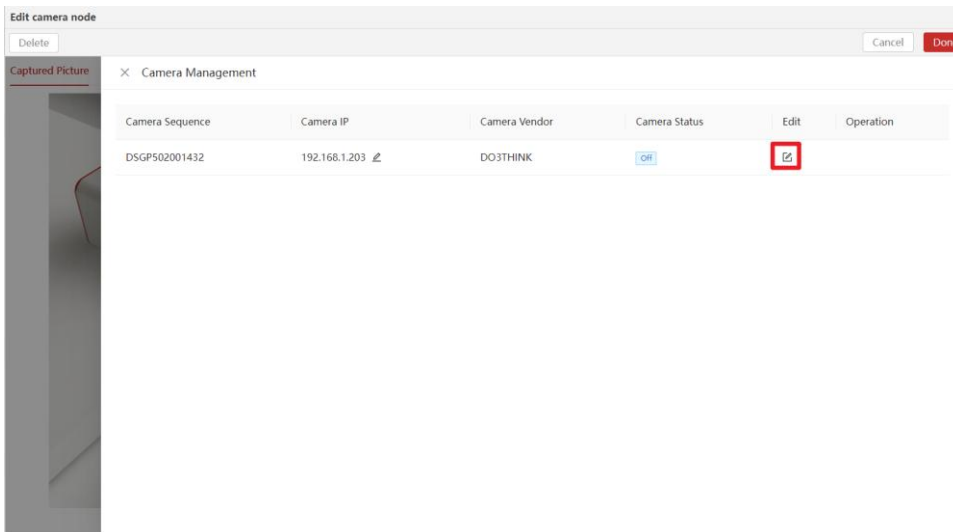 Edit camera node
Delete
Cancel
Don
Captured Picture
Camera Management
Camera Sequence Camera IP Camera Vendor Camera Status Edit Operation
DSGP502001432 192.168.1.203 DO3THINK Off